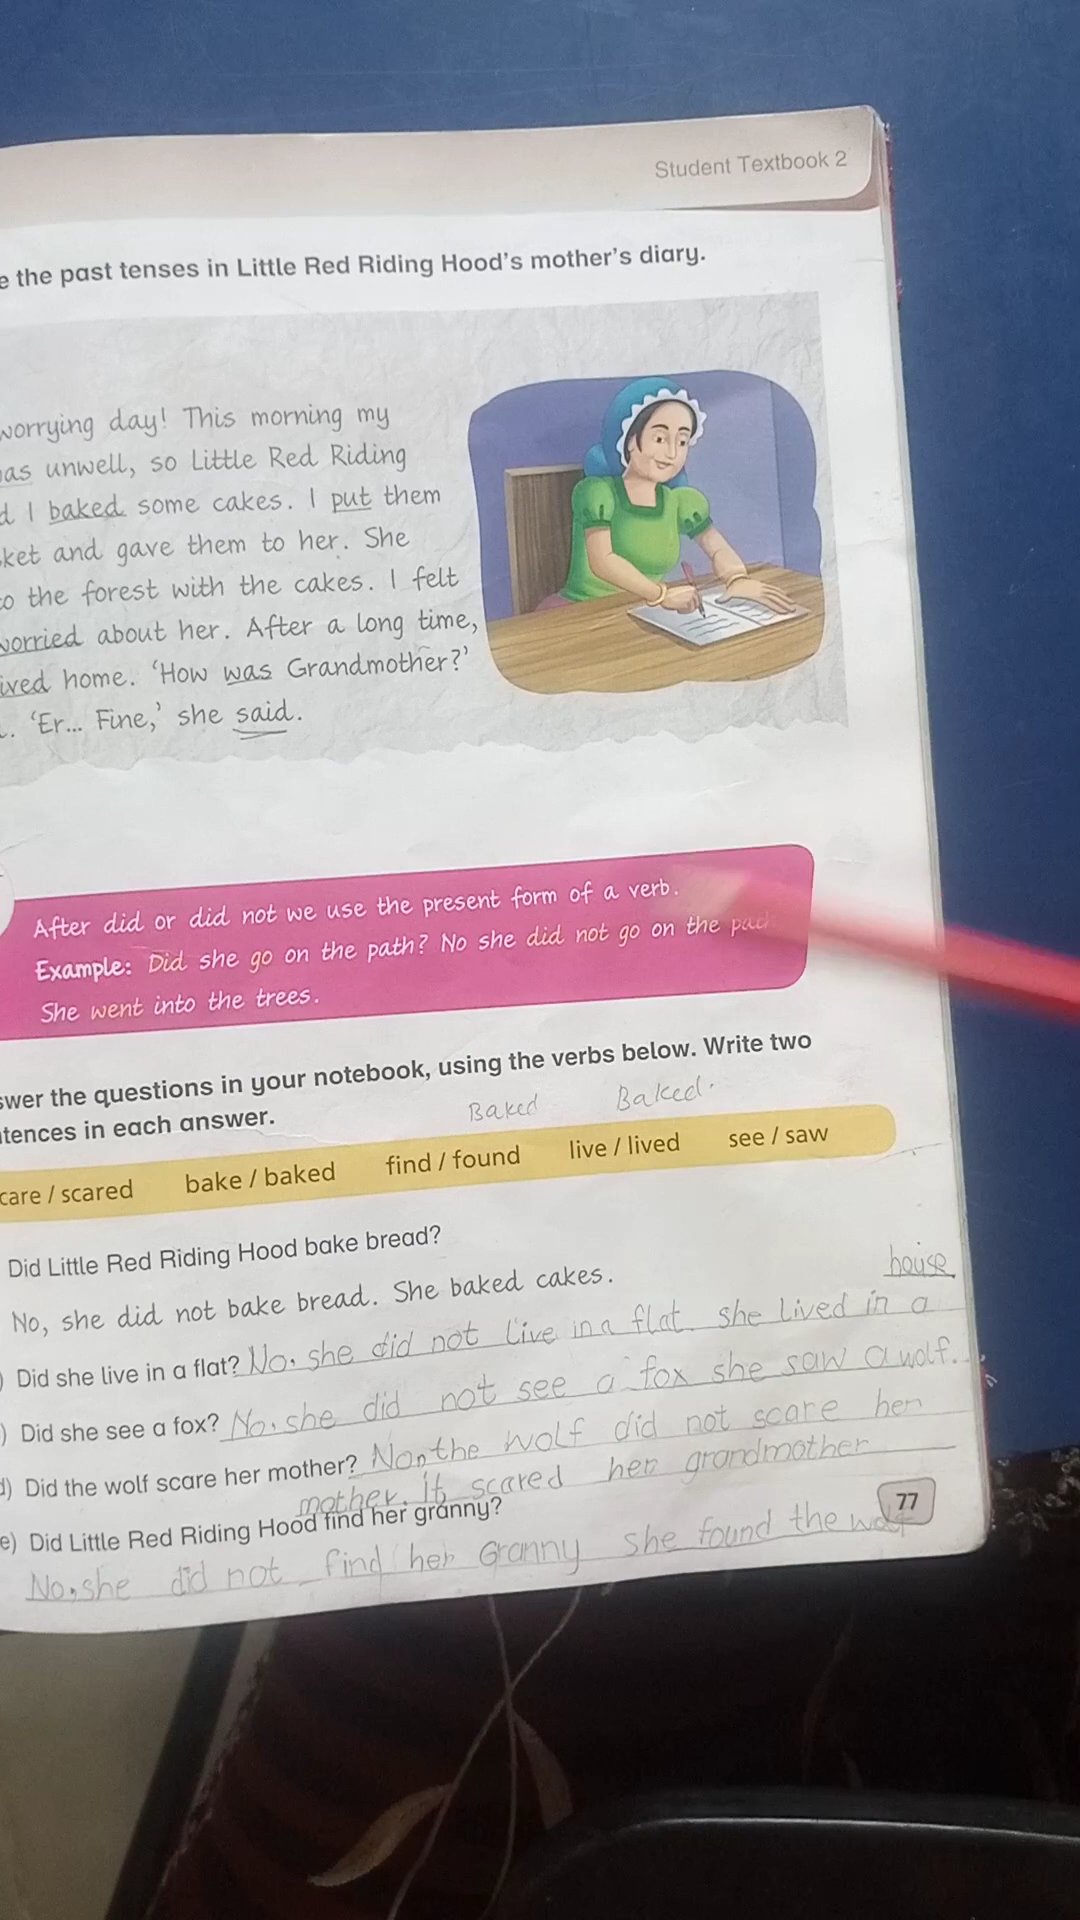 Student Textbook 2
e the past tenses in Little Red Riding Hood's mother's diary.
worrying day! This morning my
as unwell, so Little Red Riding
d I baked some cakes. I put them
ket and gave them to her. She
to the forest with the cakes. I felt
worried about her. After a long time,
ived home. 'How was Grandmother?'
. 'Er... Fine,' she said.
After did or did not we use the present form of a verb.
Example: Did she go on the path? No she did not go on the path
She went into the trees.
swer the questions in your notebook, using the verbs below. Write two
tences in each answer.
Baked Baked.
care / scared bake / baked find / found live / lived see / saw
Did Little Red Riding Hood bake bread?
No, she did not bake bread. She baked cakes.
house
) Did she live in a flat? No, she did not live in a flat. she lived in a
) Did she see a fox? No, she did not see a fox she saw a wolf.
d) Did the wolf scare her mother? No, the wolf did not scare her
mother. It scared her grandmother
77
e) Did Little Red Riding Hood find her granny?
No, she did not find her Granny she found the wolf